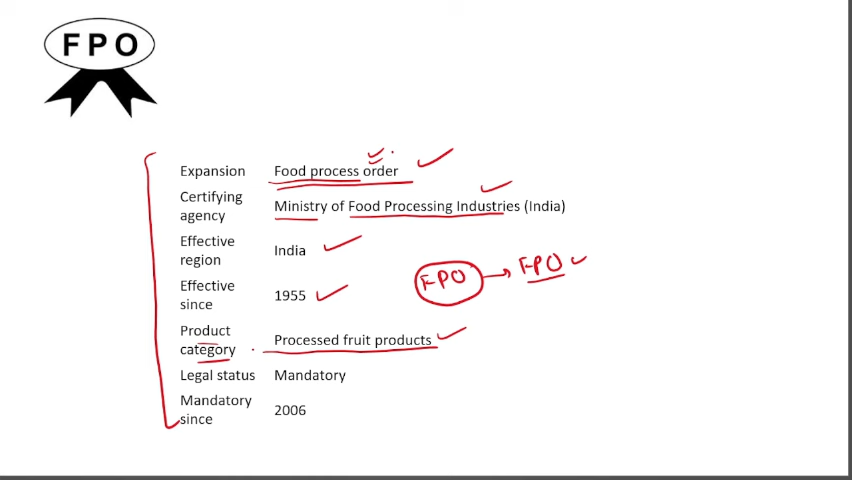 FPO
Expansion Food process order
Certifying agency Ministry of Food Processing Industries (India)
Effective region India
Effective since 1955
FPO → FPO
Product category Processed fruit products
Legal status Mandatory
Mandatory since 2006